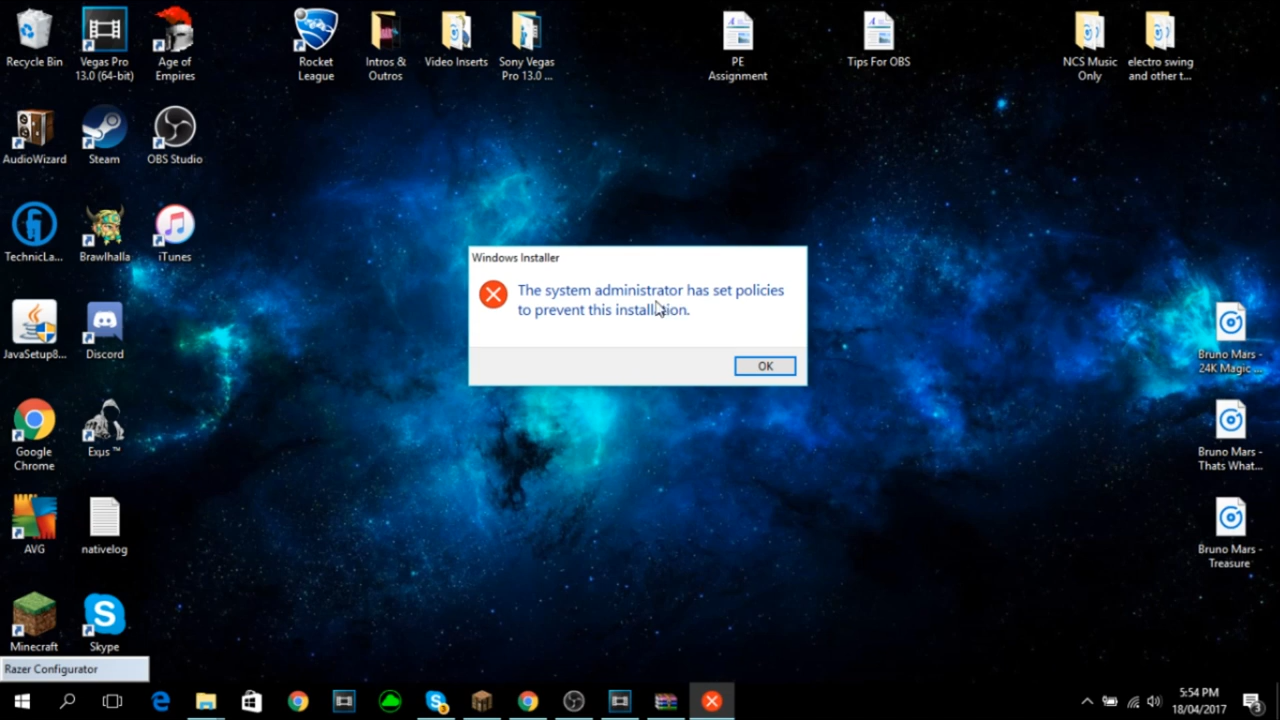 Recycle Bin
Vegas Pro
13.0 (64-bit)
Age of
Empires
Rocket
League
Intros &
Outros
Video Inserts
Sony Vegas
Pro 13.0 ...
PE
Assignment
Tips For OBS
NCS Music
Only
electro swing
and other t...
AudioWizard
Steam
OBS Studio
TechnicLa...
Brawlhalla
iTunes
Windows Installer
The system administrator has set policies
to prevent this installation.
OK
JavaSetup8...
Discord
Bruno Mars -
24K Magic ...
Google
Chrome
Exus ™
Bruno Mars -
Thats What...
AVG
nativelog
Bruno Mars -
Treasure
Minecraft
Skype
Razer Configurator
5:54 PM
18/04/2017
3